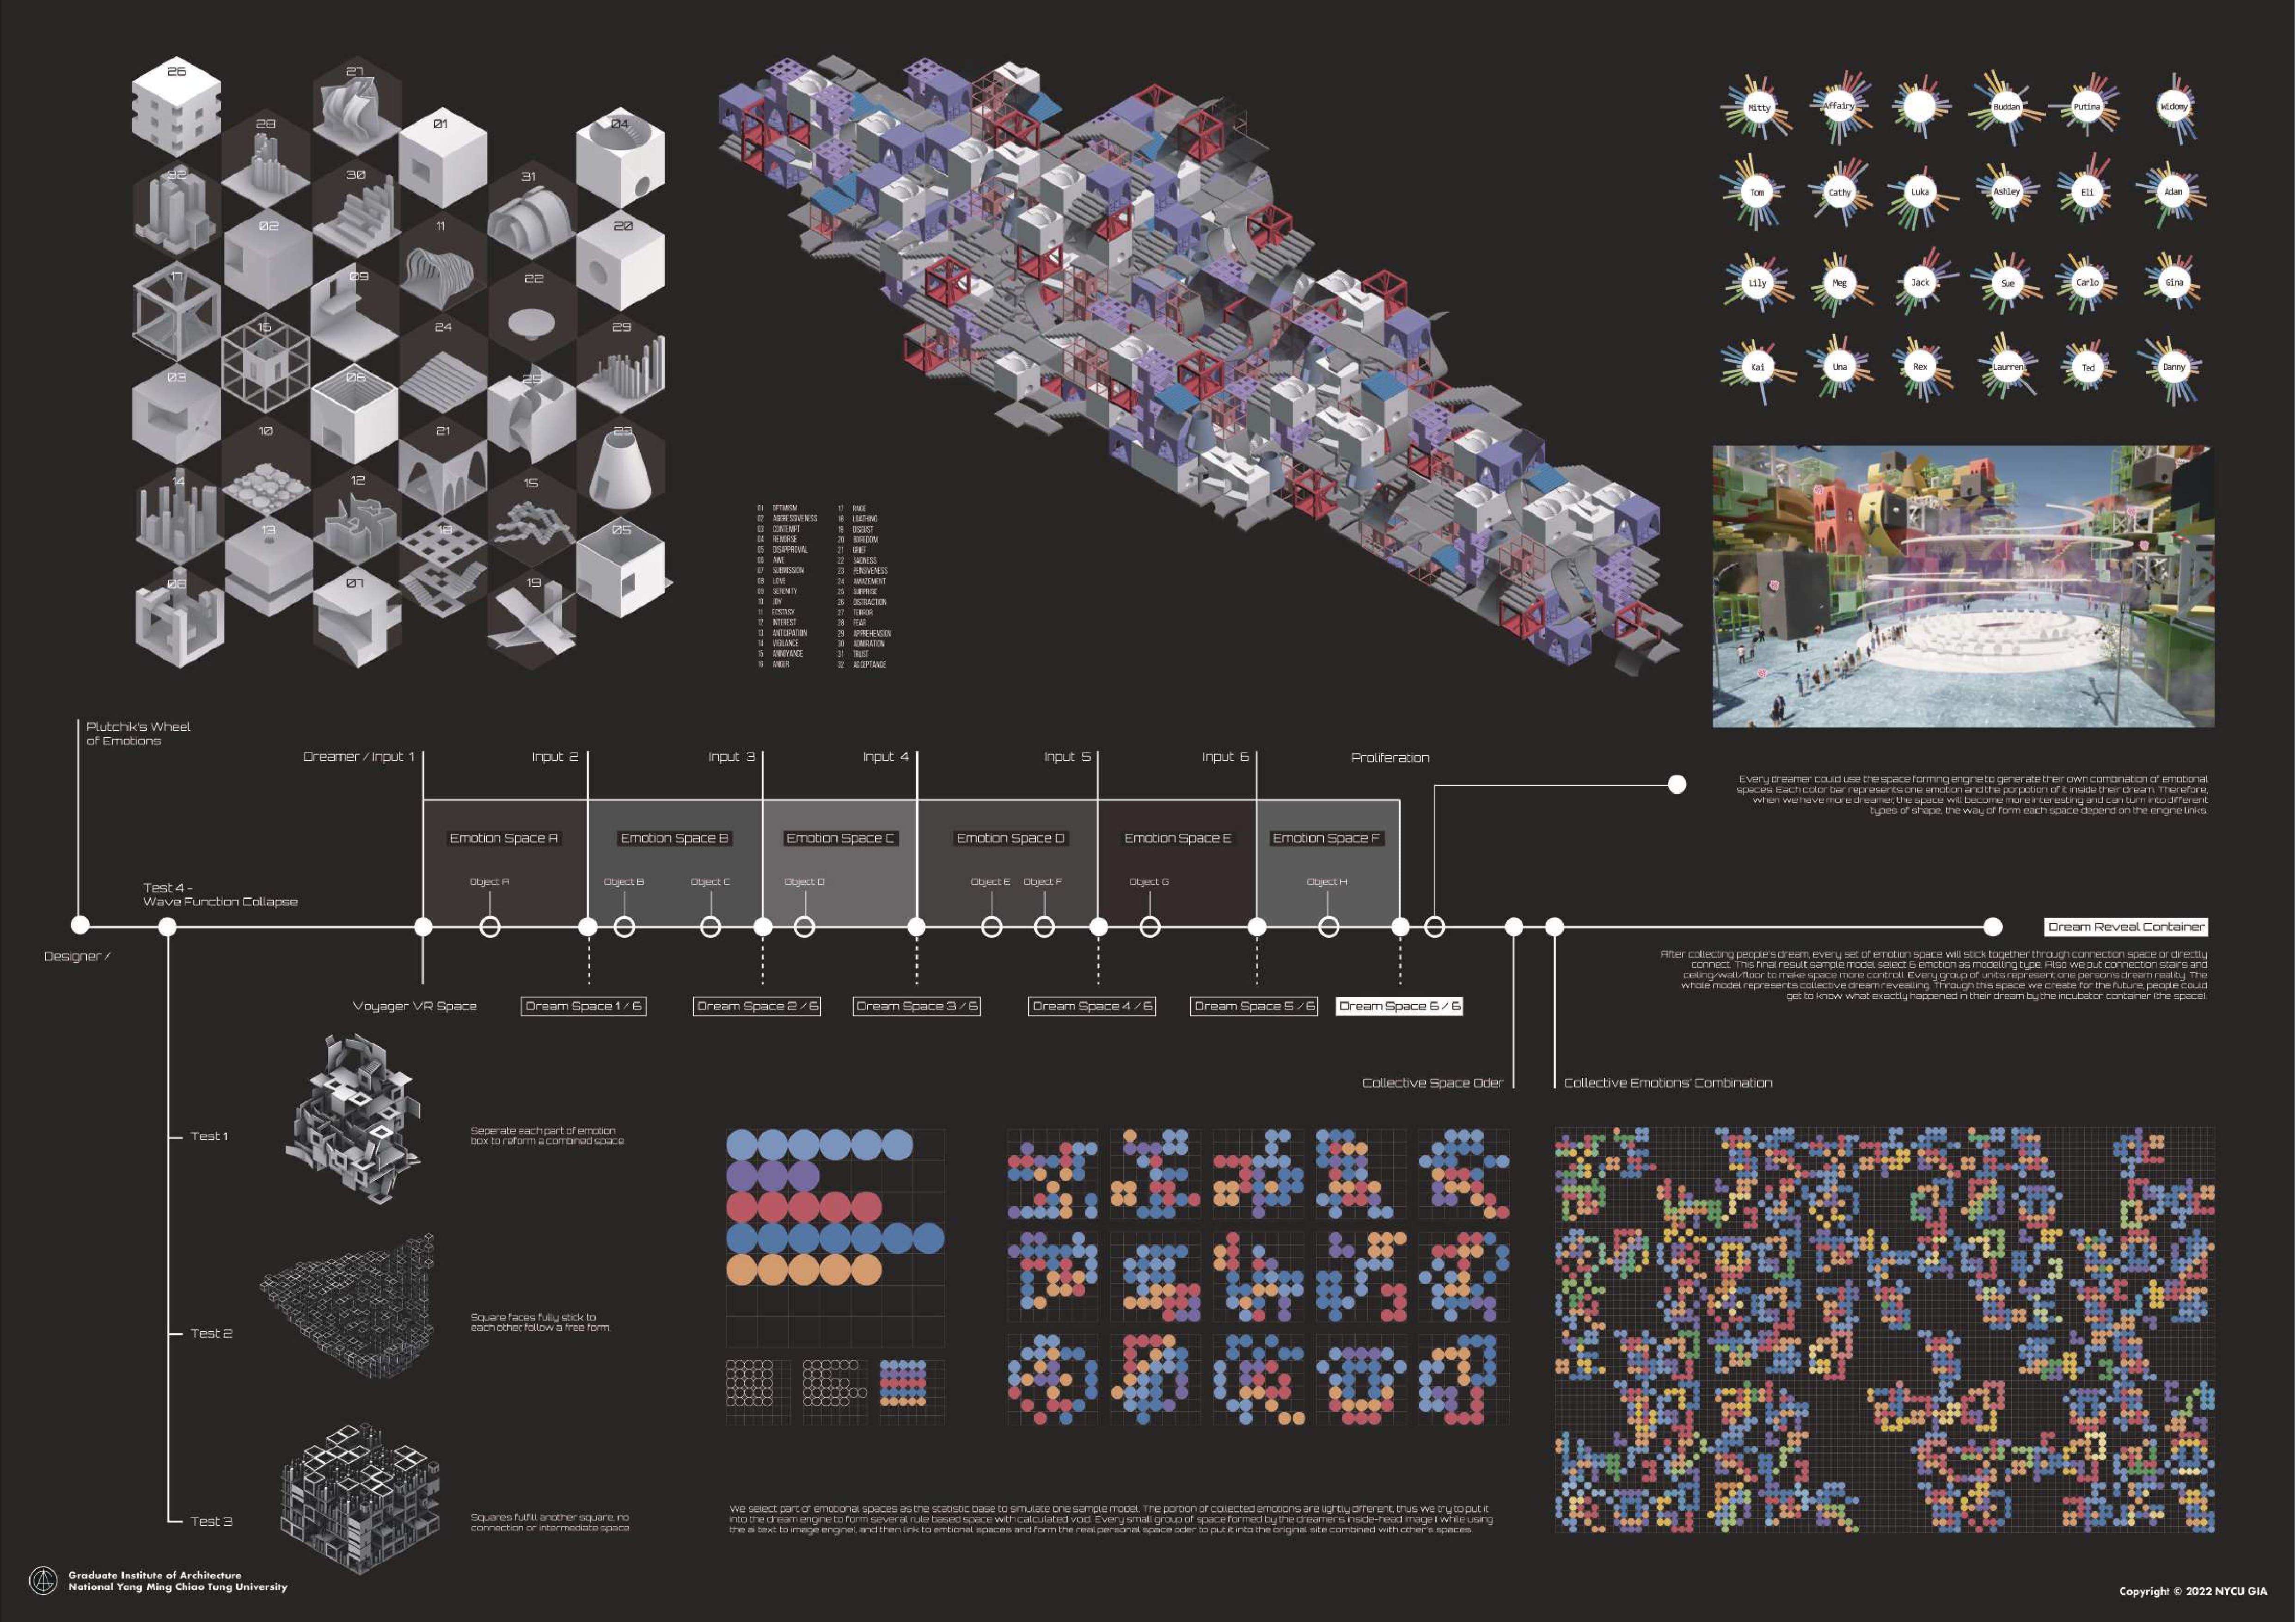 26
27
28
01
04
32
30
31
02
11
20
17
09
22
16
24
29
03
06
25
10
21
23
14
12
15
13
18
05
08
07
19
01 OPTIMISM
02 AGGRESSIVENESS
03 CONTEMPT
04 REMORSE
05 DISAPPROVAL
06 AWE
07 SUBMISSION
08 LOVE
09 SERENITY
10 JOY
11 ECSTASY
12 INTEREST
13 ANTICIPATION
14 VIGILANCE
15 ANNOYANCE
16 ANGER
17 RAGE
18 LOATHING
19 DISGUST
20 BOREDOM
21 GRIEF
22 SADNESS
23 PENSIVENESS
24 AMAZEMENT
25 SURPRISE
26 DISTRACTION
27 TERROR
28 FEAR
29 APPREHENSION
30 ADMIRATION
31 TRUST
32 ACCEPTANCE
Mitty
Affairy
Buddan
Putina
Widomy
Tom
Cathy
Luka
Ashley
Eli
Adam
Lily
Meg
Jack
Sue
Carlo
Gina
Kai
Una
Rex
Laurren
Ted
Danny
Plutchik's Wheel
of Emotions
Dreamer / Input 1
Input 2
Input 3
Input 4
Input 5
Input 6
Proliferation
Every dreamer could use the space forming engine to generate their own combination of emotional
spaces. Each color bar represents one emotion and the porpotion of it inside their dream. Therefore,
when we have more dreamer, the space will become more interesting and can turn into different
types of shape, the way of form each space depend on the engine links.
Emotion Space A
Emotion Space B
Emotion Space C
Emotion Space D
Emotion Space E
Emotion Space F
Object A
Object B
Object C
Object D
Object E
Object F
Object G
Object H
Test 4 -
Wave Function Collapse
Designer /
Dream Reveal Container
After collecting people's dream, every set of emotion space will stick together through connection space or directly
connect. This final result sample model select 6 emotion as modelling type. Also we put connection stairs and
ceiling/wall/floor to make space more controll. Every group of units represent one person's dream reality. The
whole model represents collective dream revealling. Through this space we create for the future, people could
get to know what exactly happened in their dream by the incubator container (the space).
Voyager VR Space
Dream Space 1 / 6
Dream Space 2 / 6
Dream Space 3 / 6
Dream Space 4 / 6
Dream Space 5 / 6
Dream Space 6 / 6
Collective Space Oder
Collective Emotions' Combination
Test 1
Seperate each part of emotion
box to reform a combined space.
Test 2
Square faces fully stick to
each other, follow a free form.
Test 3
Squares fulfill another square, no
connection or intermediate space.
We select part of emotional spaces as the statistic base to simulate one sample model. The portion of collected emotions are lightly different, thus we try to put it
into the dream engine to form several rule based space with calculated void. Every small group of space formed by the dreamer's inside-head image ( while using
the ai text to image engine), and then link to emtional spaces and form the real personal space oder to put it into the original site combined with other's spaces.
Graduate Institute of Architecture
National Yang Ming Chiao Tung University
Copyright © 2022 NYCU GIA